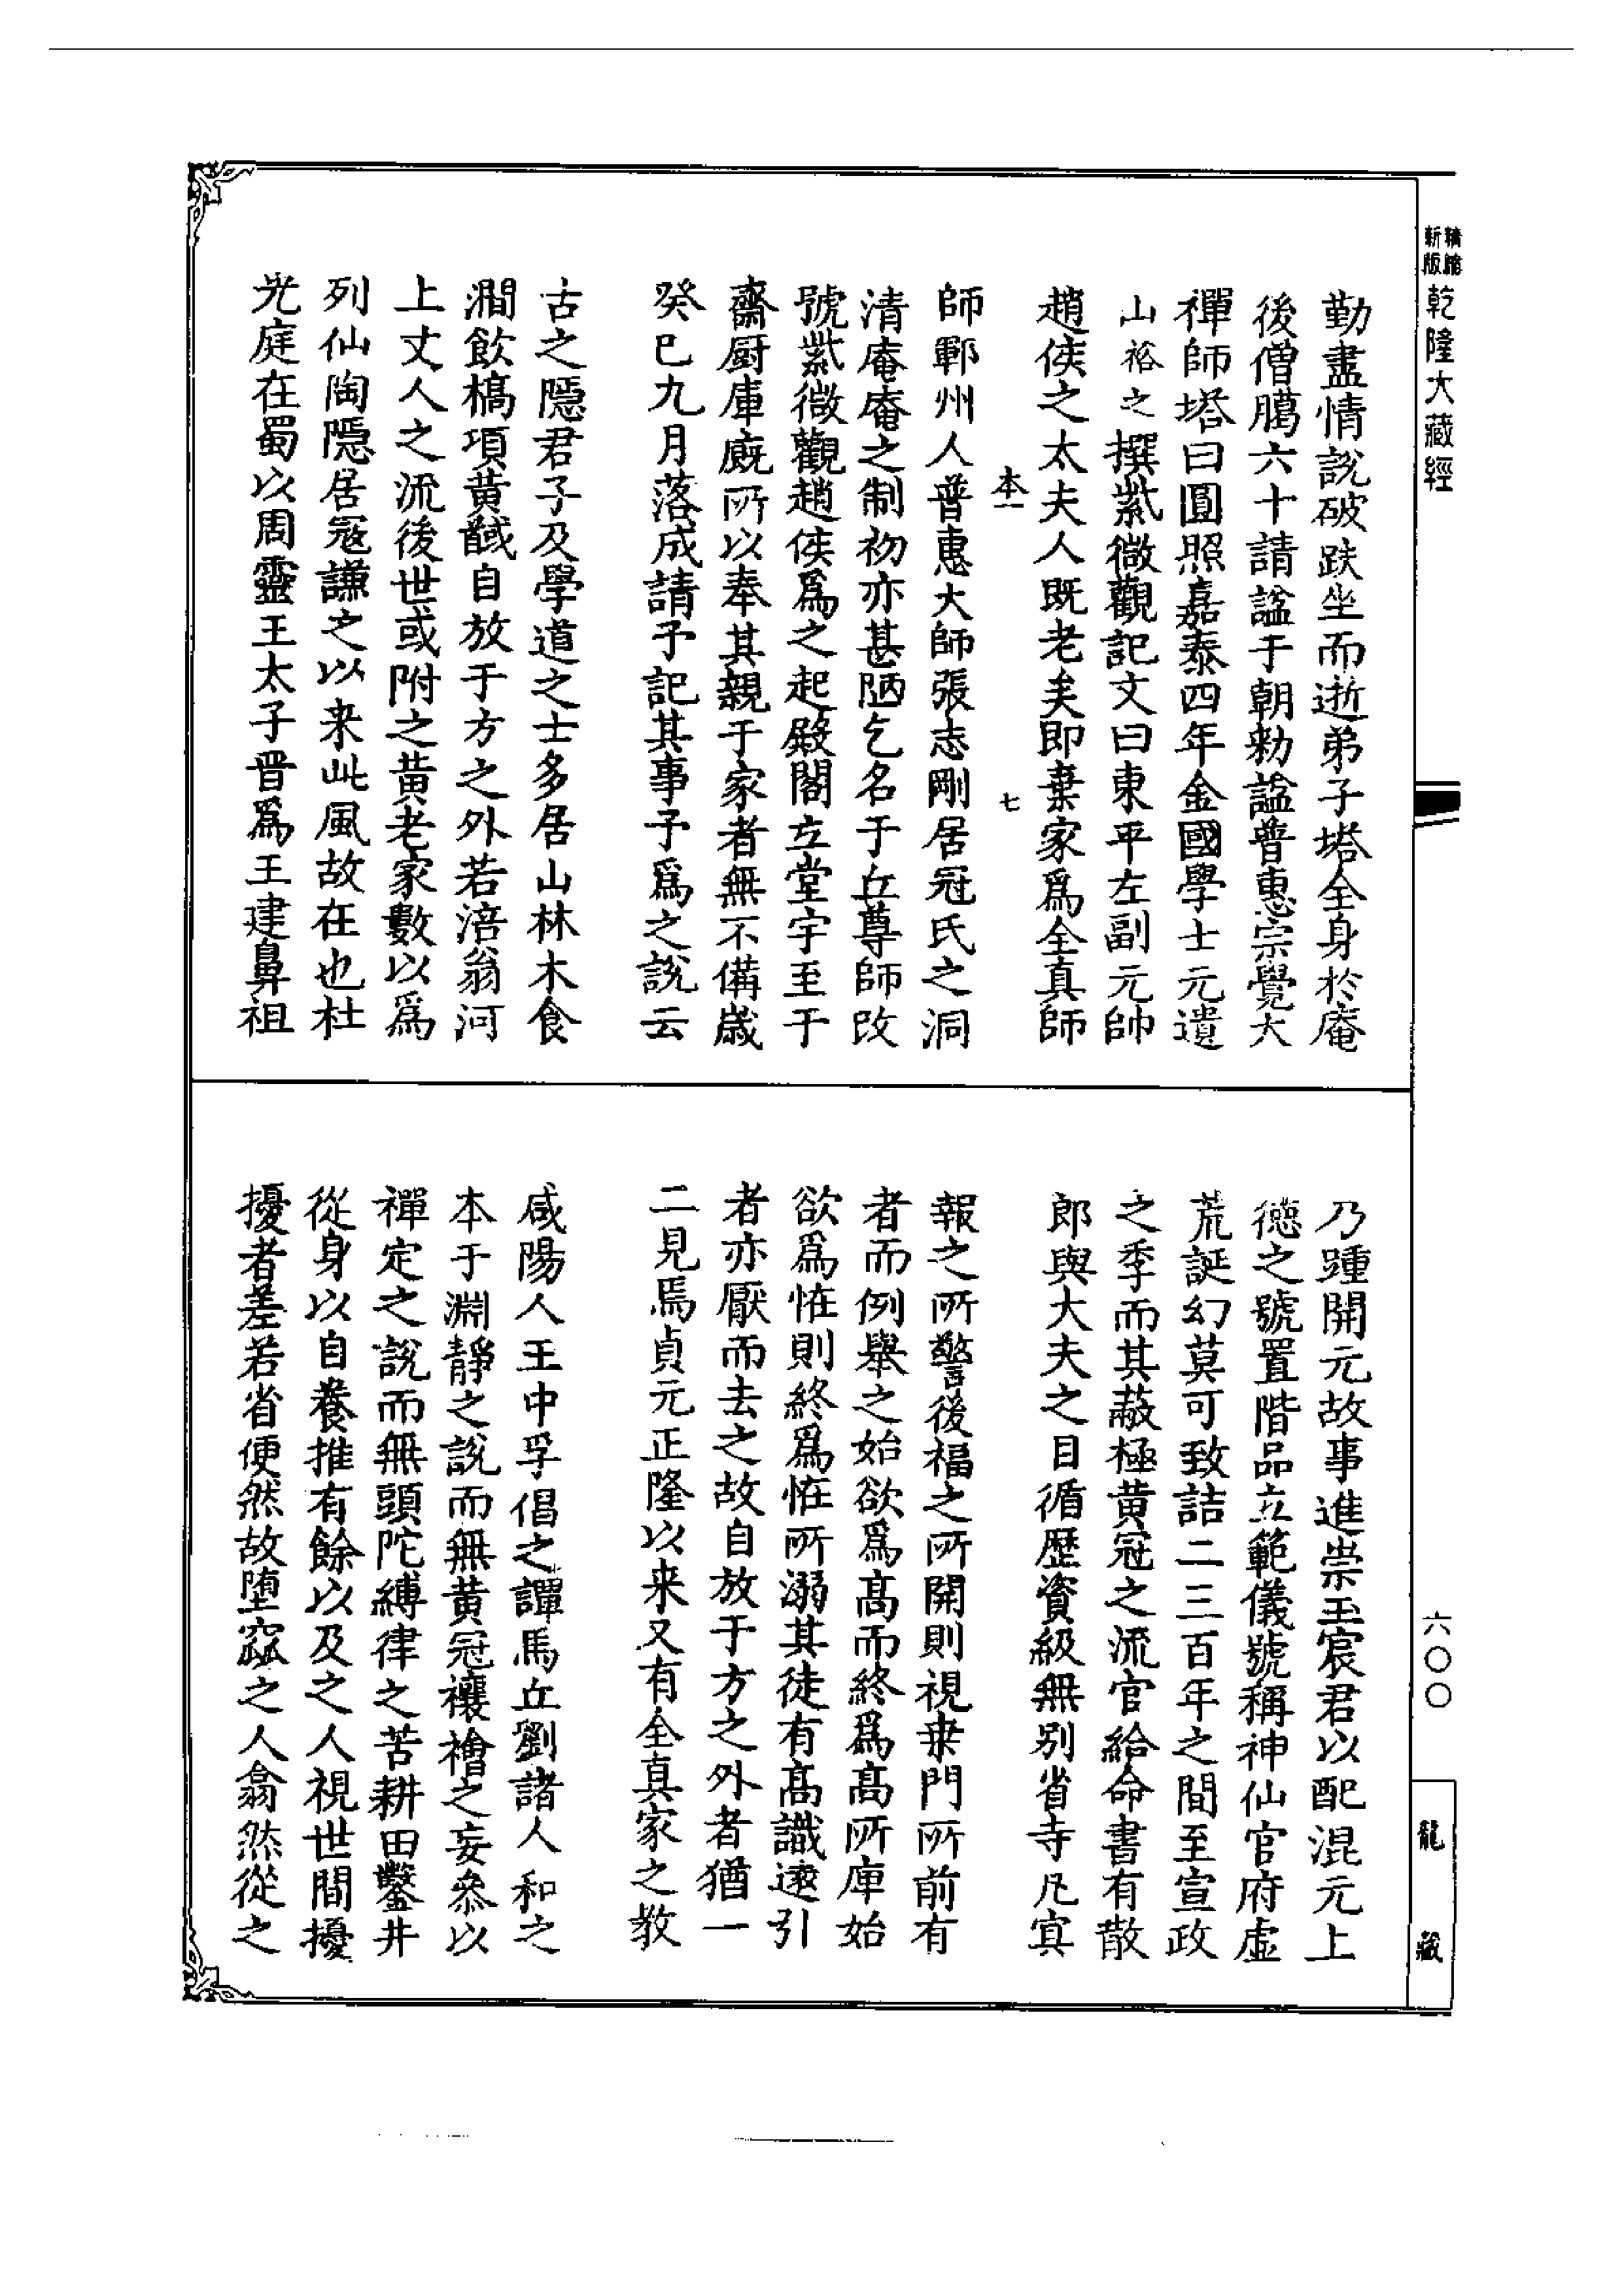 精縮
新版
乾隆大藏經
勤盡情說破趺坐而逝弟子塔全身於庵
後僧臈六十請諡于朝勑諡普惠宗覺大
禪師塔曰圓照嘉泰四年金國學士元遺
山裕之撰紫微觀記文曰東平左副元帥
趙侯之太夫人既老矣即棄家爲全真師
本一
七
師鄆州人普惠大師張志剛居冠氏之洞
清庵庵之制初亦甚陋乞名于丘尊師改
號紫微觀趙侯爲之起殿閣立堂宇至于
齋厨庫廐所以奉其親于家者無不備歲
癸巳九月落成請予記其事予爲之說云
古之隱君子及學道之士多居山林木食
澗飲槁項黃馘自放于方之外若涪翁河
上丈人之流後世或附之黃老家數以爲
列仙陶隱居冦謙之以来此風故在也杜
光庭在蜀以周靈王太子晋爲王建鼻祖
乃踵開元故事進崇玉宸君以配混元上
德之號置階品立範儀號稱神仙官府虛
荒誕幻莫可致詰二三百年之間至宣政
之季而其蔽極黃冠之流官給命書有散
郎與大夫之目循歷資級無別省寺凡冥
報之所警後福之所開則視桒門所前有
者而例舉之始欲爲髙而終爲髙所庫始
欲爲恠則終爲恠所溺其徒有髙識遠引
者亦厭而去之故自放于方之外者猶一
二見焉貞元正隆以来又有全真家之教
咸陽人王中孚倡之譚馬丘劉諸人和之
本于淵靜之說而無黃冠禳襘之妄叅以
禪定之說而無頭陀縛律之苦耕田鑿井
從身以自養推有餘以及之人視世間擾
擾者差若省便然故堕窳之人翕然從之
六〇〇
龍藏